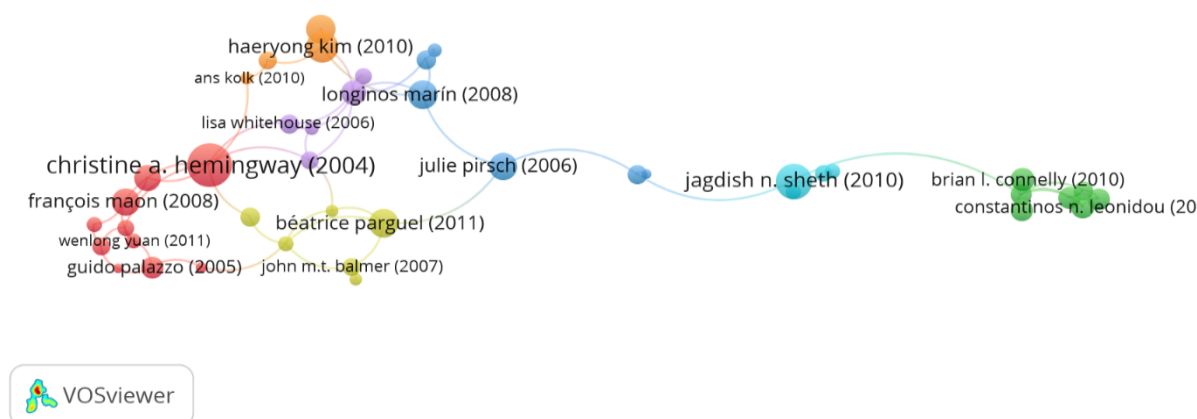 haeryong kim (2010)
ans kolk (2010)
longinos marín (2008)
lisa whitehouse (2006)
christine a. hemingway (2004)
julie pirsch (2006)
jagdish n. sheth (2010)
brian l. connelly (2010)
françois maon (2008)
constantinos n. leonidou (20
béatrice parguel (2011)
wenlong yuan (2011)
guido palazzo (2005)
john m.t. balmer (2007)
VOSviewer